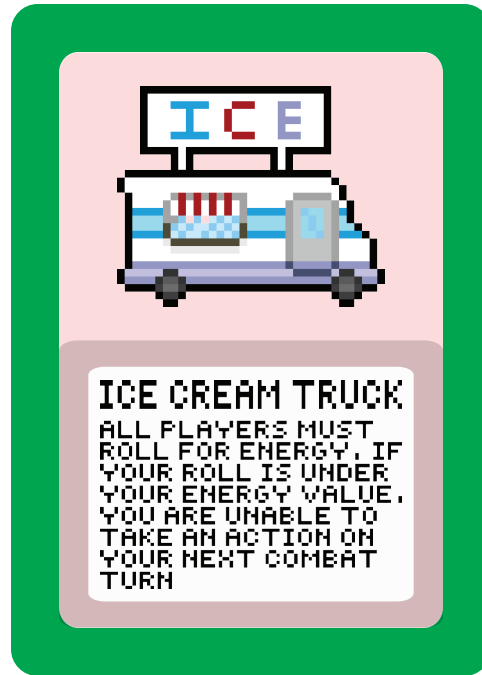 ICE
ICE CREAM TRUCK
ALL PLAYERS MUST
ROLL FOR ENERGY. IF
YOUR ROLL IS UNDER
YOUR ENERGY VALUE.
YOU ARE UNABLE TO
TAKE AN ACTION ON
YOUR NEXT COMBAT
TURN